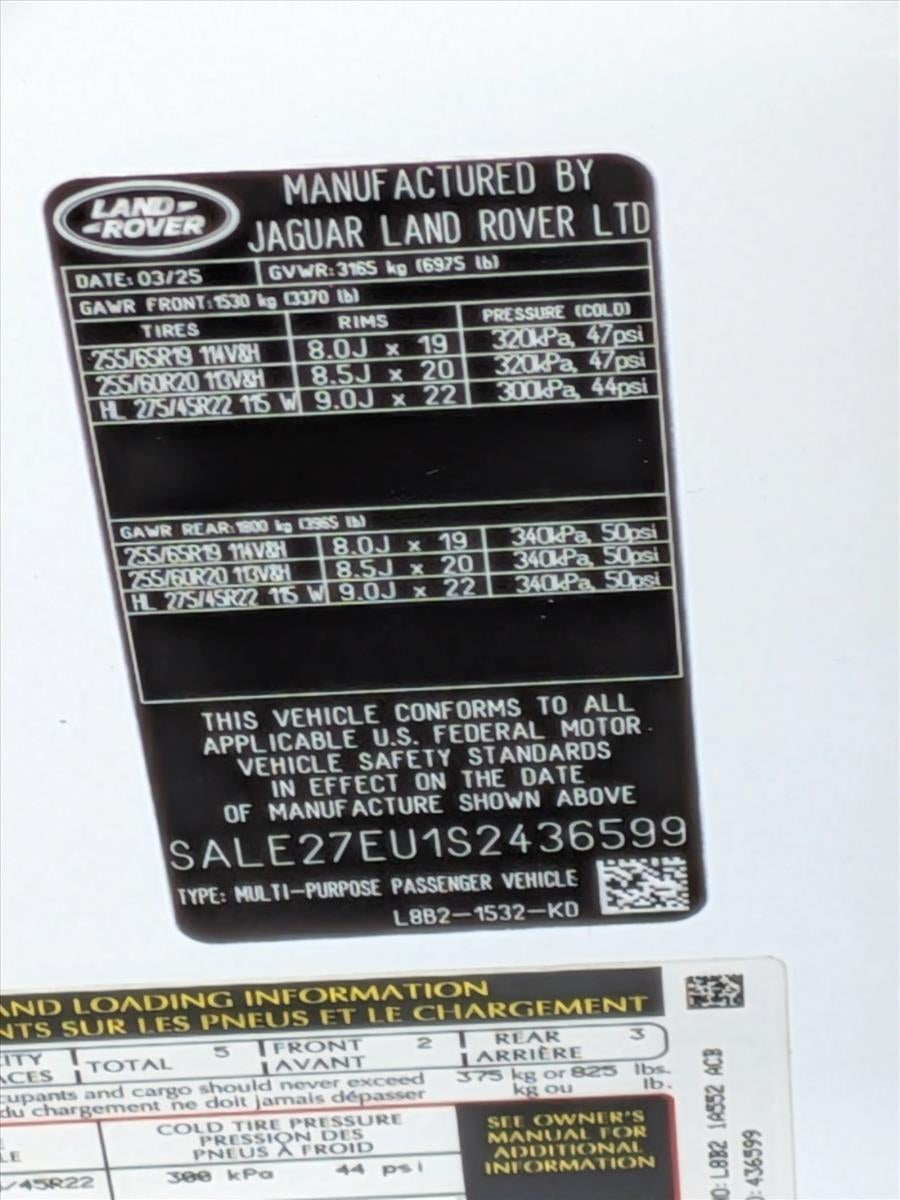 LAND-
-ROVER
MANUFACTURED BY
JAGUAR LAND ROVER LTD
DATE: 03/25 GVWR: 3165 kg (6975 lb)
GAWR FRONT: 1530 kg (3370 lb)
TIRES RIMS PRESSURE (COLD)
255/65R19 114V&H 8.0J x 19 320kPa, 47psi
255/60R20 113V&H 8.5J x 20 320kPa, 47psi
HL 275/45R22 115 W 9.0J x 22 300kPa, 44psi
GAWR REAR: 1800 kg (3965 lb)
255/65R19 114V&H 8.0J x 19 340kPa, 50psi
255/60R20 113V&H 8.5J x 20 340kPa, 50psi
HL 275/45R22 115 W 9.0J x 22 340kPa, 50psi
THIS VEHICLE CONFORMS TO ALL
APPLICABLE U.S. FEDERAL MOTOR
VEHICLE SAFETY STANDARDS
IN EFFECT ON THE DATE
OF MANUFACTURE SHOWN ABOVE
SALE27EU1S2436599
TYPE: MULTI-PURPOSE PASSENGER VEHICLE
L8B2-1532-KD
AND LOADING INFORMATION
NTS SUR LES PNEUS ET LE CHARGEMENT
ITY TOTAL 5 FRONT 2 REAR 3
ACES AVANT ARRIÈRE
cupants and cargo should never exceed 375 kg or 825 lbs.
du chargement ne doit jamais dépasser kg ou lb.
COLD TIRE PRESSURE
PRESSION DES
PNEUS À FROID
SEE OWNER'S
MANUAL FOR
ADDITIONAL
INFORMATION
/45R22 300 kPa 44 psi
L8B2 1A552 ACB
436599